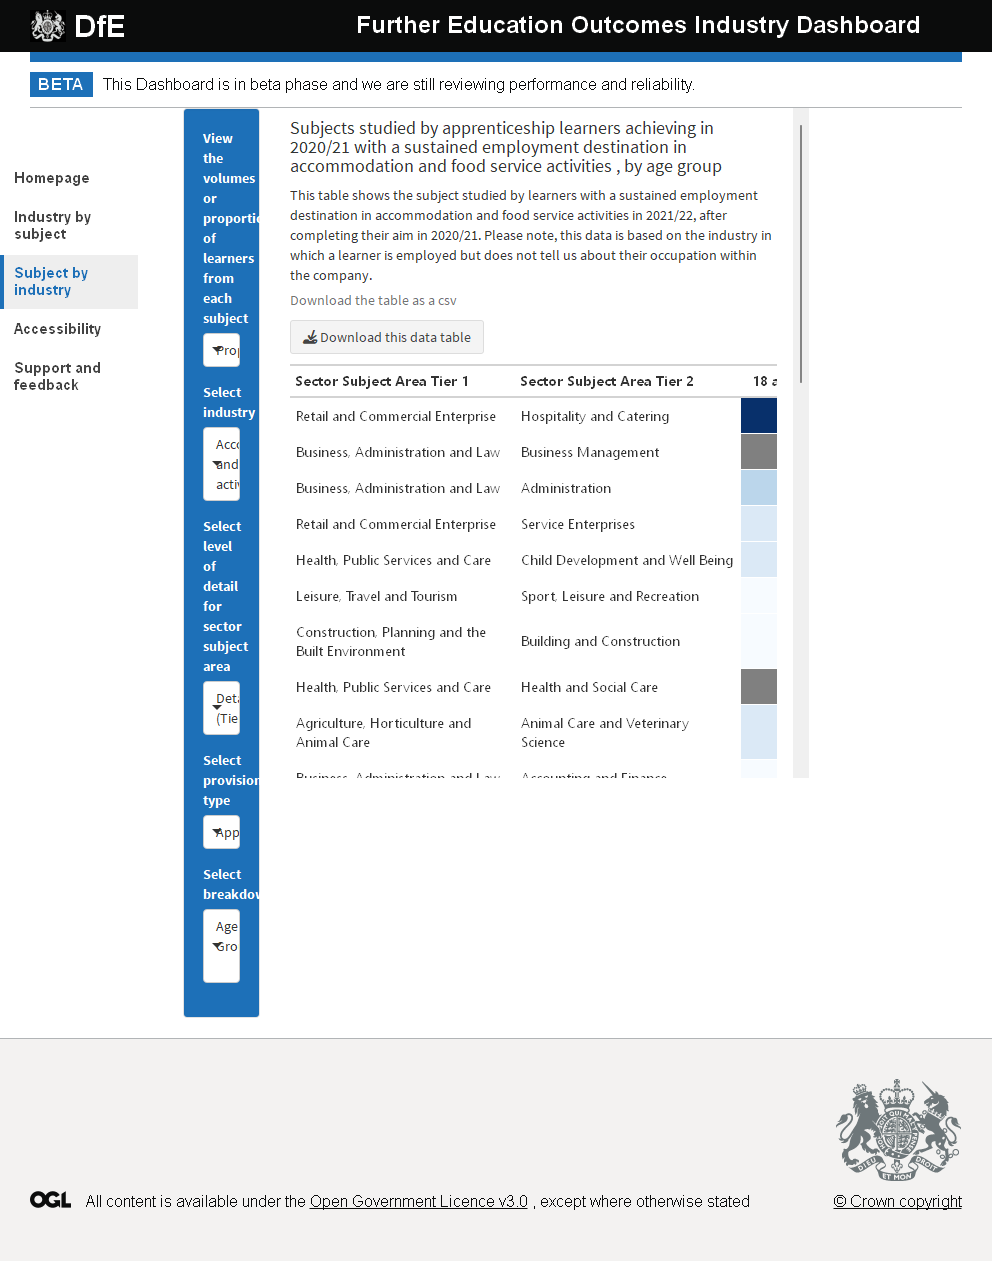 DfE
Further Education Outcomes Industry Dashboard
BETA This Dashboard is in beta phase and we are still reviewing performance and reliability.
Homepage
Industry by
subject
Subject by
industry
Accessibility
Support and
feedback
View
the
volumes
or
proportio
of
learners
from
each
subject
Prop
Select
industry
Acco
and
activ
Select
level
of
detail
for
sector
subject
area
Deta
(Tie
Select
provision
type
App
Select
breakdow
Age
Gro
Subjects studied by apprenticeship learners achieving in
2020/21 with a sustained employment destination in
accommodation and food service activities , by age group
This table shows the subject studied by learners with a sustained employment
destination in accommodation and food service activities in 2021/22, after
completing their aim in 2020/21. Please note, this data is based on the industry in
which a learner is employed but does not tell us about their occupation within
the company.
Download the table as a csv
Download this data table
Sector Subject Area Tier 1 Sector Subject Area Tier 2 18 a
Retail and Commercial Enterprise Hospitality and Catering
Business, Administration and Law Business Management
Business, Administration and Law Administration
Retail and Commercial Enterprise Service Enterprises
Health, Public Services and Care Child Development and Well Being
Leisure, Travel and Tourism Sport, Leisure and Recreation
Construction, Planning and the
Built Environment
Building and Construction
Health, Public Services and Care Health and Social Care
Agriculture, Horticulture and
Animal Care
Animal Care and Veterinary
Science
Business, Administration and Law Accounting and Finance
OGL All content is available under the Open Government Licence v3.0 , except where otherwise stated
© Crown copyright